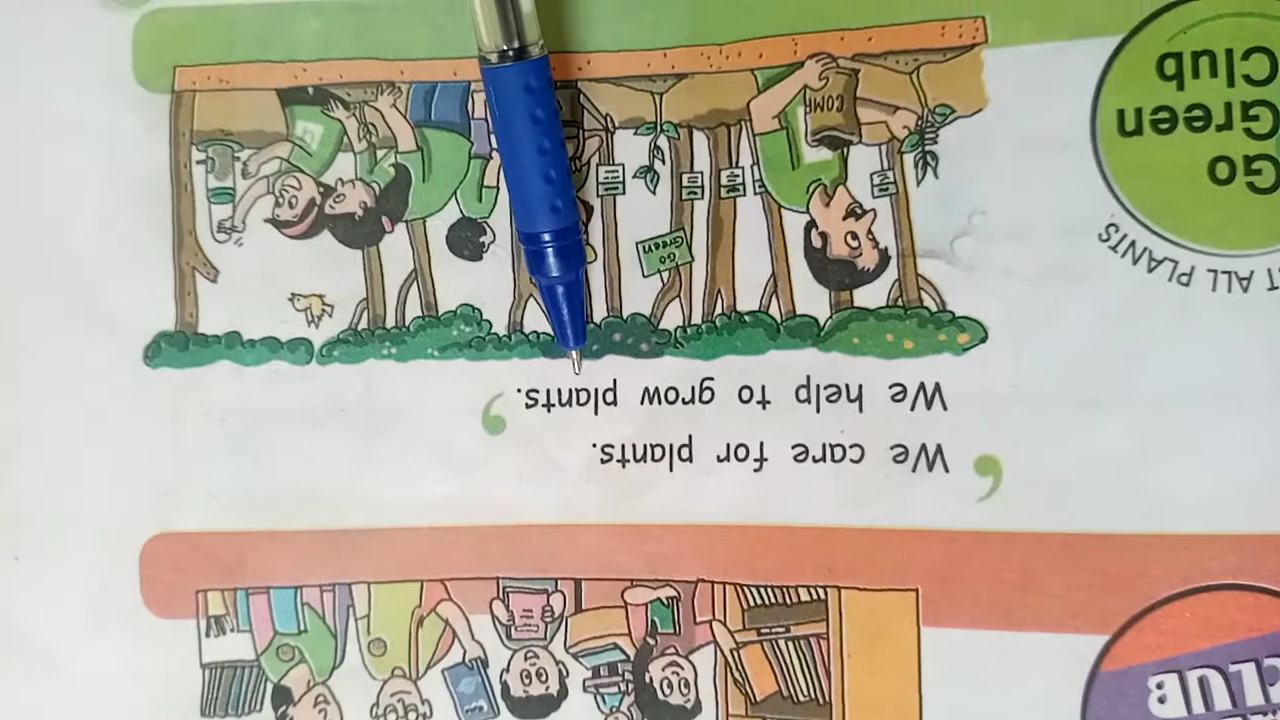 CLUB
We care for plants.
We help to grow plants.
T ALL PLANTS
Go
Green
Club
GO
Green
COMP